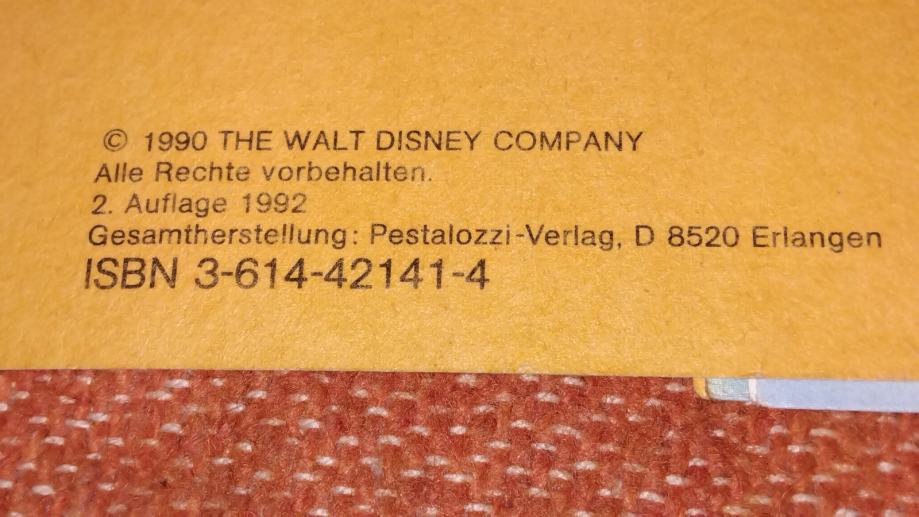 © 1990 THE WALT DISNEY COMPANY
Alle Rechte vorbehalten.
2. Auflage 1992
Gesamtherstellung: Pestalozzi-Verlag, D 8520 Erlangen
ISBN 3-614-42141-4